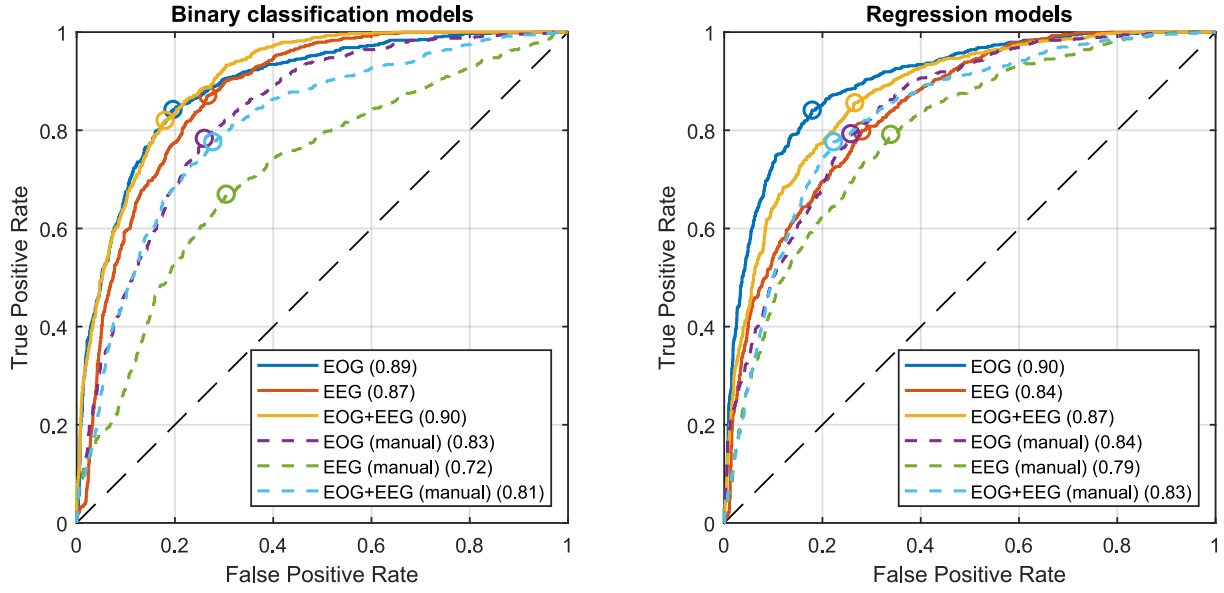 Binary classification models
1
0.8
0.6
0.4
0.2
0
True Positive Rate
EOG (0.89)
EEG (0.87)
EOG+EEG (0.90)
EOG (manual) (0.83)
EEG (manual) (0.72)
EOG+EEG (manual) (0.81)
0
0.2
0.4
0.6
0.8
1
False Positive Rate
Regression models
1
0.8
0.6
0.4
0.2
0
True Positive Rate
EOG (0.90)
EEG (0.84)
EOG+EEG (0.87)
EOG (manual) (0.84)
EEG (manual) (0.79)
EOG+EEG (manual) (0.83)
0
0.2
0.4
0.6
0.8
1
False Positive Rate